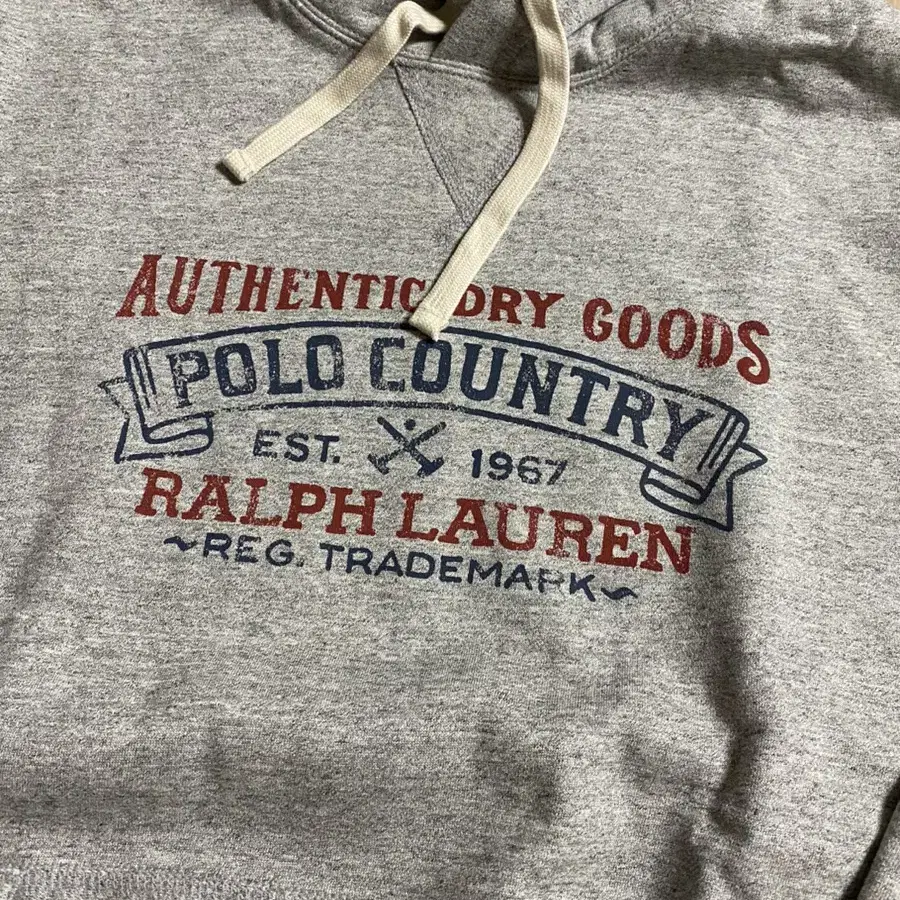 AUTHENTIC DRY GOODS
POLO COUNTRY
EST. 1967
RALPH LAUREN
~REG. TRADEMARK~